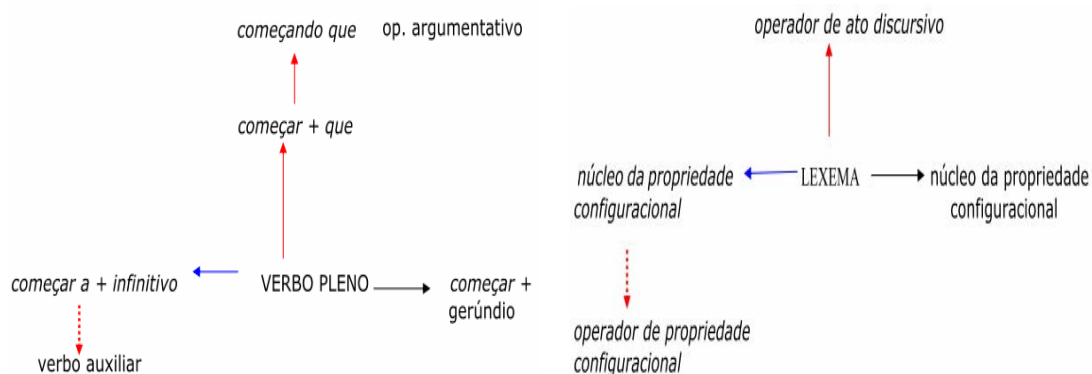 começando que op. argumentativo
começar + que
começar a + infinitivo
VERBO PLENO
começar +
gerúndio
verbo auxiliar
operador de ato discursivo
núcleo da propriedade
configuracional
LEXEMA
núcleo da propriedade
configuracional
operador de propriedade
configuracional